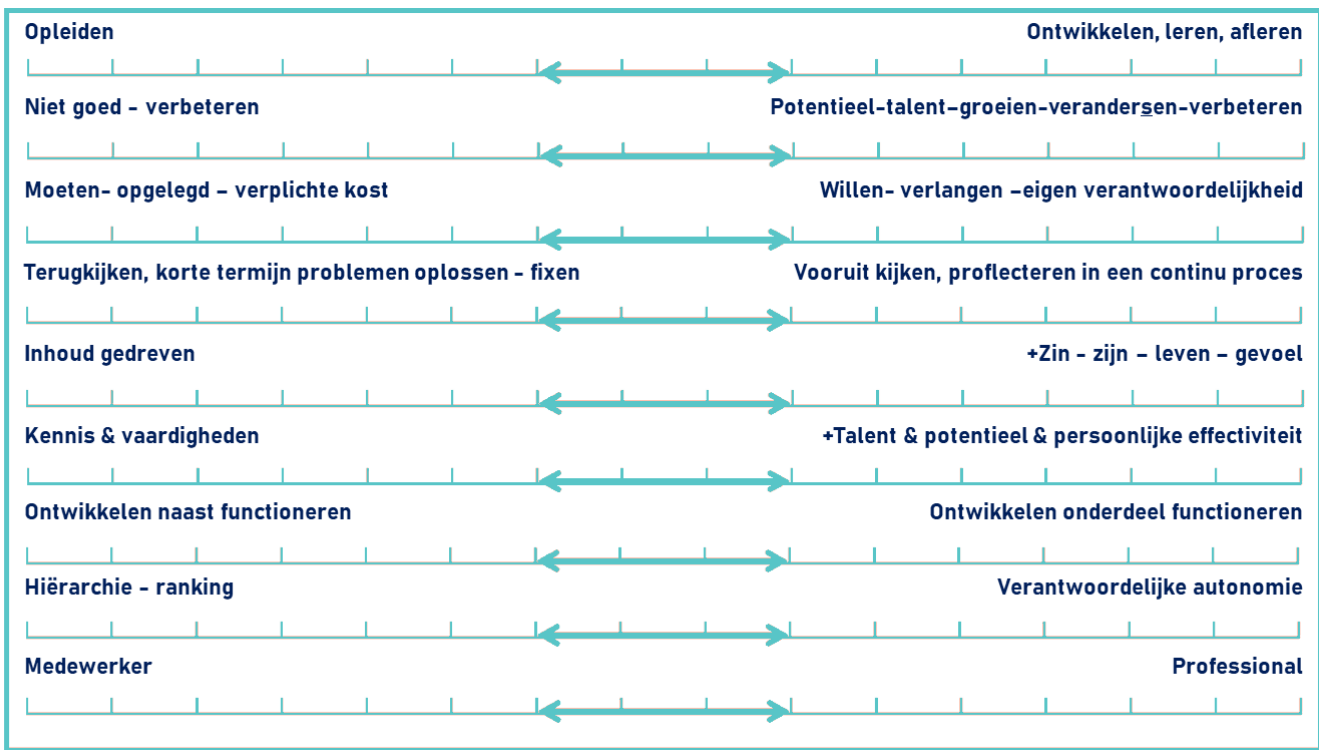 Opleiden Ontwikkelen, leren, afleren
Niet goed - verbeteren Potentieel-talent-groeien-verandersen-verbeteren
Moeten- opgelegd – verplichte kost Willen- verlangen –eigen verantwoordelijkheid
Terugkijken, korte termijn problemen oplossen - fixen Vooruit kijken, proflecteren in een continu proces
Inhoud gedreven +Zin - zijn – leven – gevoel
Kennis & vaardigheden +Talent & potentieel & persoonlijke effectiviteit
Ontwikkelen naast functioneren Ontwikkelen onderdeel functioneren
Hiërarchie - ranking Verantwoordelijke autonomie
Medewerker Professional